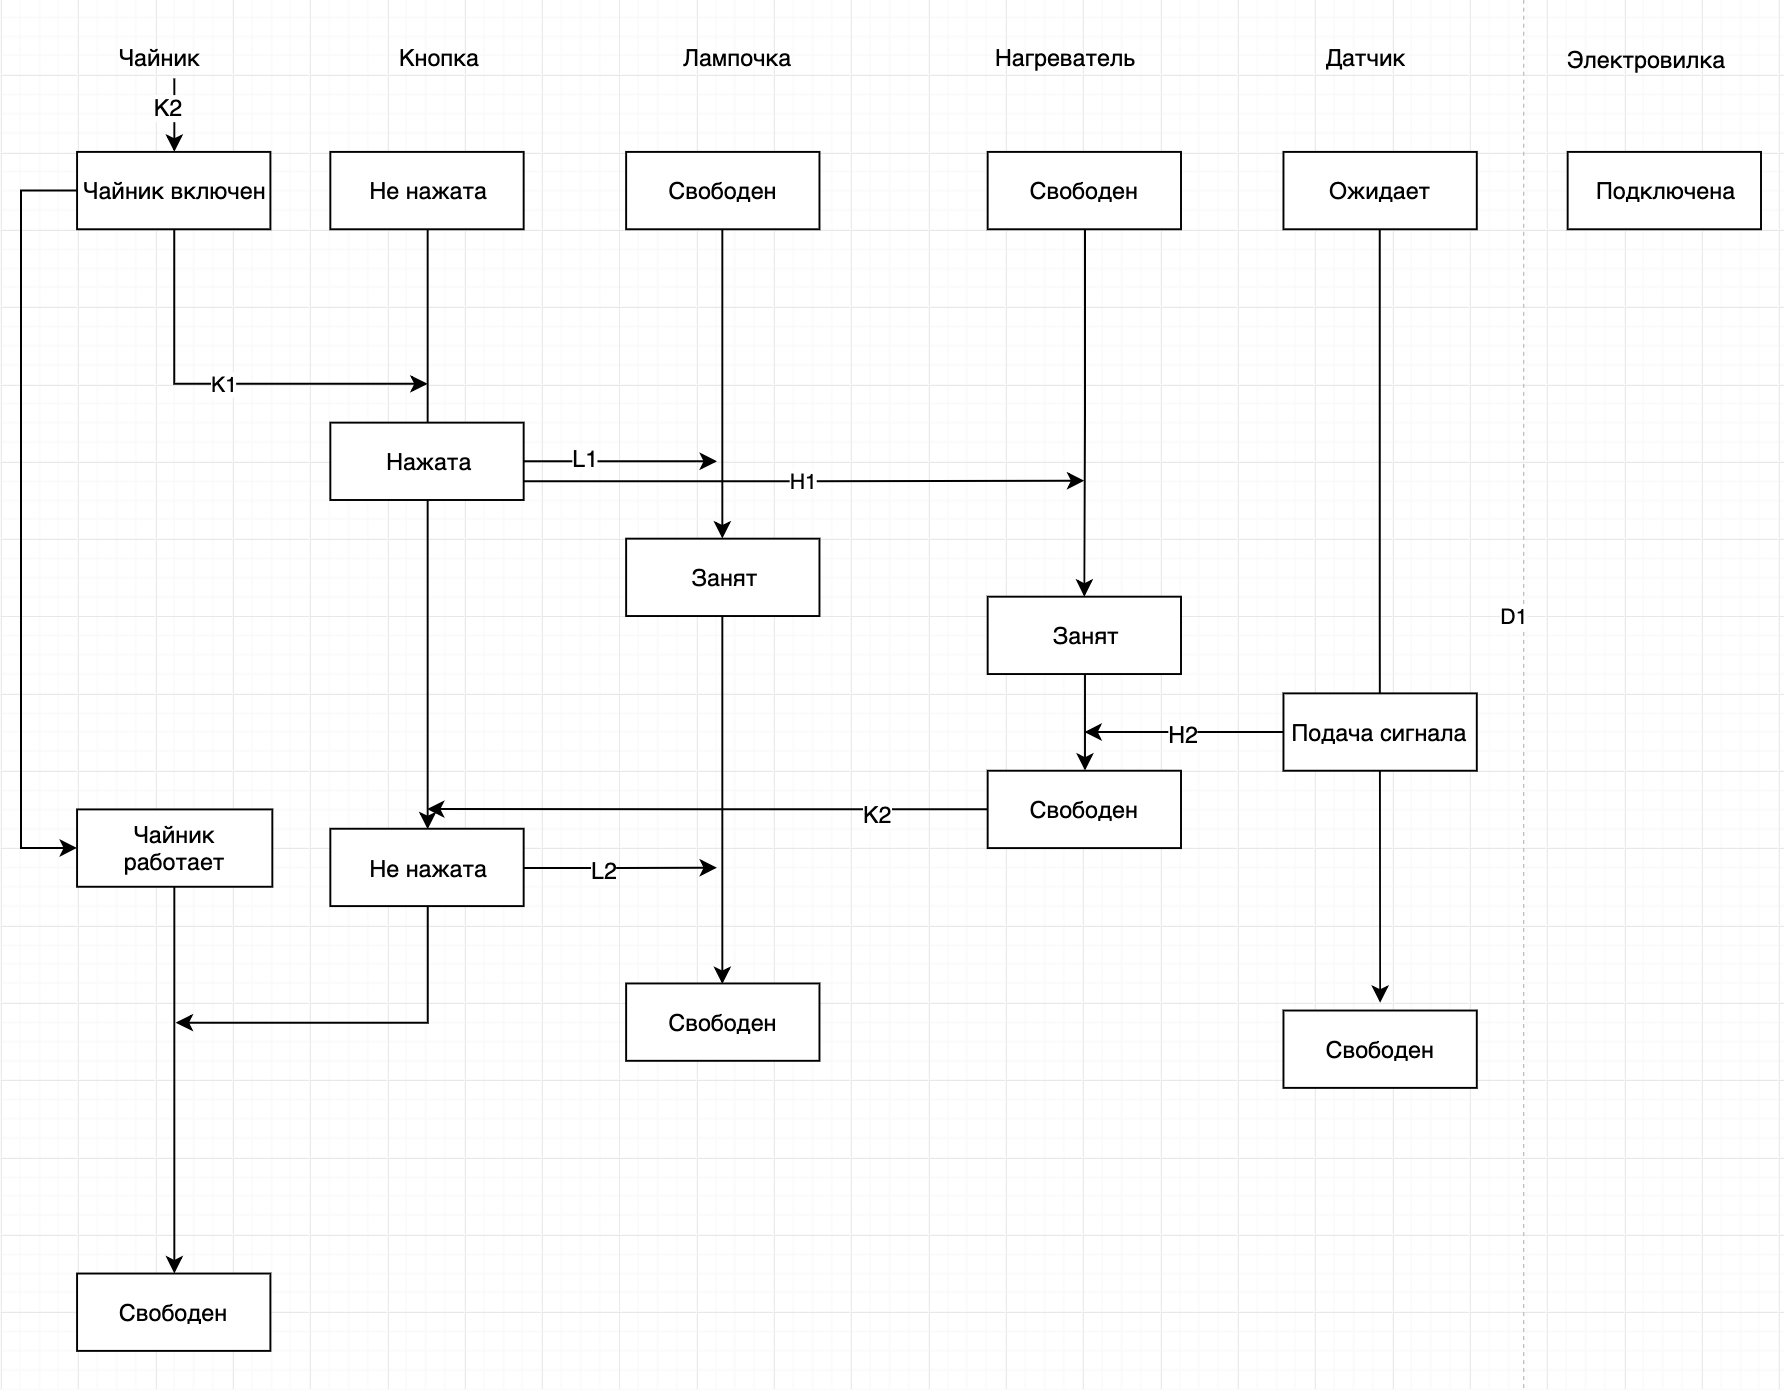 Чайник
Кнопка
Лампочка
Нагреватель
Датчик
Электровилка
K2
Чайник включен
Не нажата
Свободен
Свободен
Ожидает
Подключена
K1
Нажата
L1
H1
Занят
D1
Занят
Подача сигнала
H2
Свободен
K2
Чайник
работает
Не нажата
L2
Свободен
Свободен
Свободен